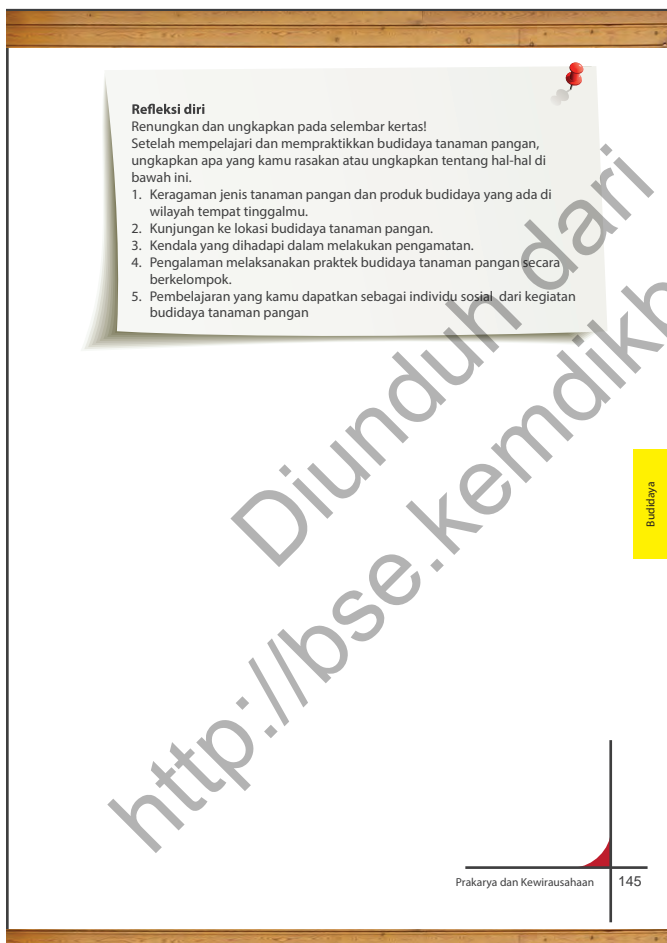 Refleksi diri
Renungkan dan ungkapkan pada selembar kertas!
Setelah mempelajari dan mempraktikkan budidaya tanaman pangan,
ungkapkan apa yang kamu rasakan atau ungkapkan tentang hal-hal di
bawah ini.
1. Keragaman jenis tanaman pangan dan produk budidaya yang ada di
wilayah tempat tinggalmu.
2. Kunjungan ke lokasi budidaya tanaman pangan.
3. Kendala yang dihadapi dalam melakukan pengamatan.
4. Pengalaman melaksanakan praktek budidaya tanaman pangan secara
berkelompok.
5. Pembelajaran yang kamu dapatkan sebagai individu sosial dari kegiatan
budidaya tanaman pangan
Diunduh dari
http://bse.kemdikb
Budidaya
Prakarya dan Kewirausahaan 145